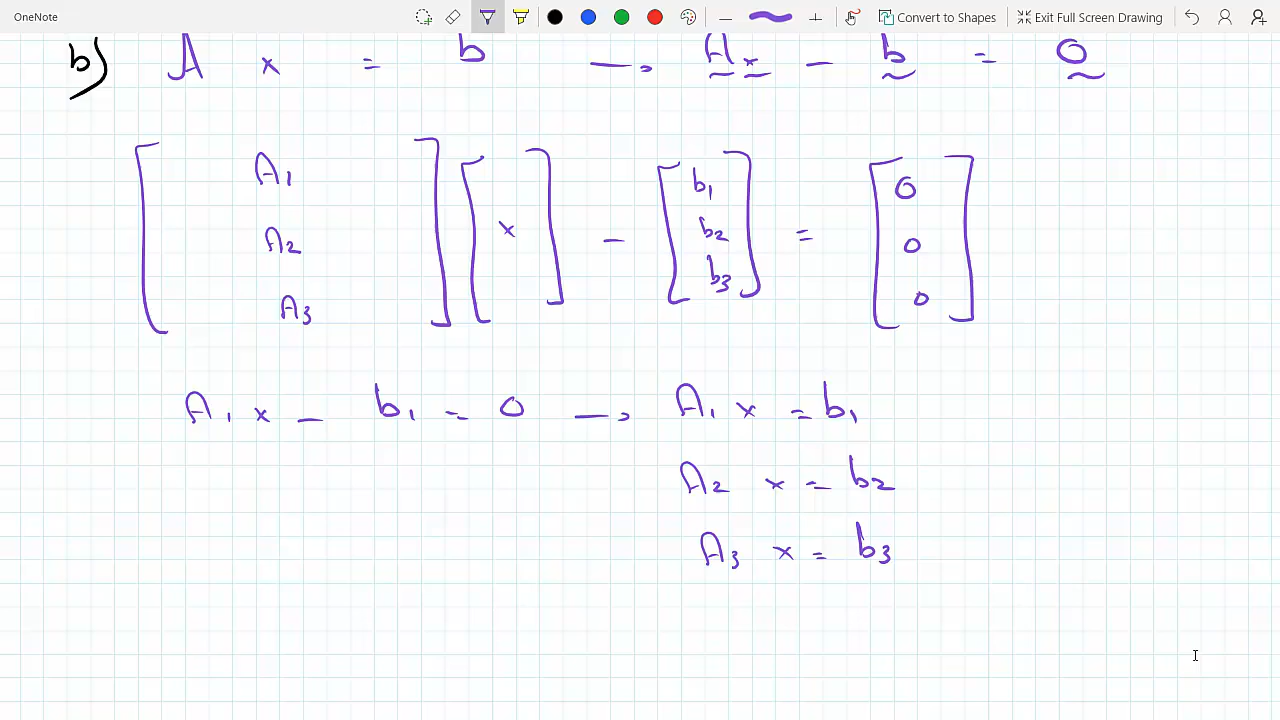 OneNote
Convert to Shapes
Exit Full Screen Drawing
b) A x = b → Ax - b = 0
A1 x b1 0
A2 - b2 = 0
A3 b3 0
A1 x - b1 = 0 → A1 x = b1
A2 x = b2
A3 x = b3